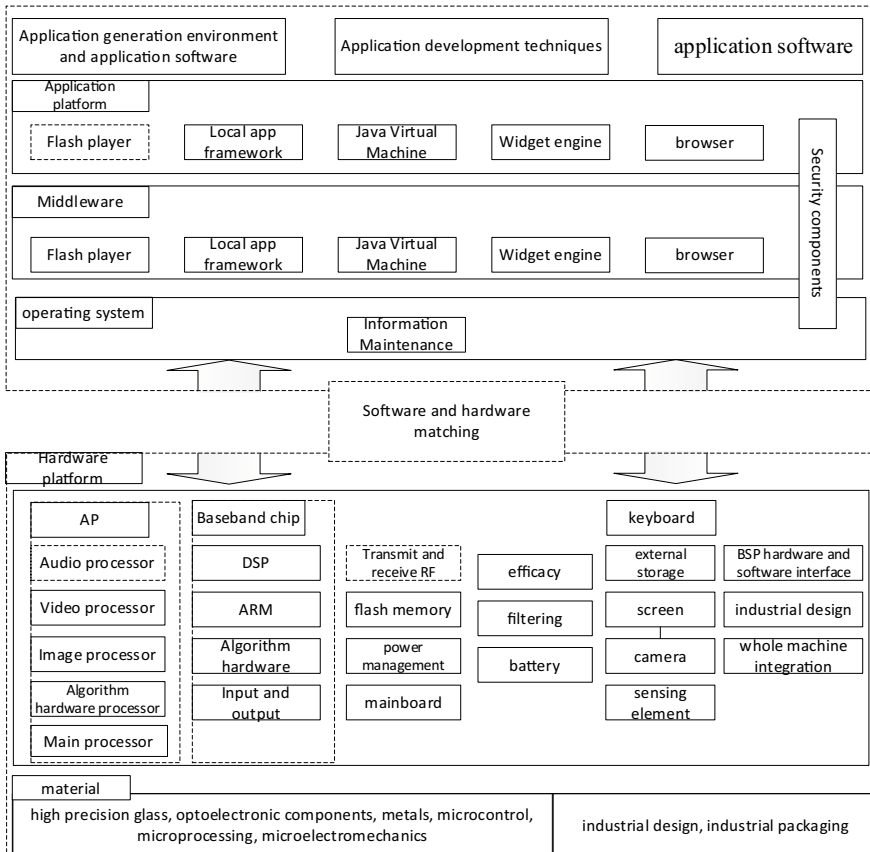 Application generation environment
and application software
Application development techniques
application software
Application
platform
Flash player
Local app
framework
Java Virtual
Machine
Widget engine
browser
Security components
Middleware
Flash player
Local app
framework
Java Virtual
Machine
Widget engine
browser
operating system
Information
Maintenance
Software and hardware
matching
Hardware
platform
AP
Audio processor
Video processor
Image processor
Algorithm
hardware processor
Main processor
Baseband chip
DSP
ARM
Algorithm
hardware
Input and
output
Transmit and
receive RF
flash memory
power
management
mainboard
efficacy
filtering
battery
keyboard
external
storage
screen
camera
sensing
element
BSP hardware and
software interface
industrial design
whole machine
integration
material
high precision glass, optoelectronic components, metals, microcontrol,
microprocessing, microelectromechanics
industrial design, industrial packaging